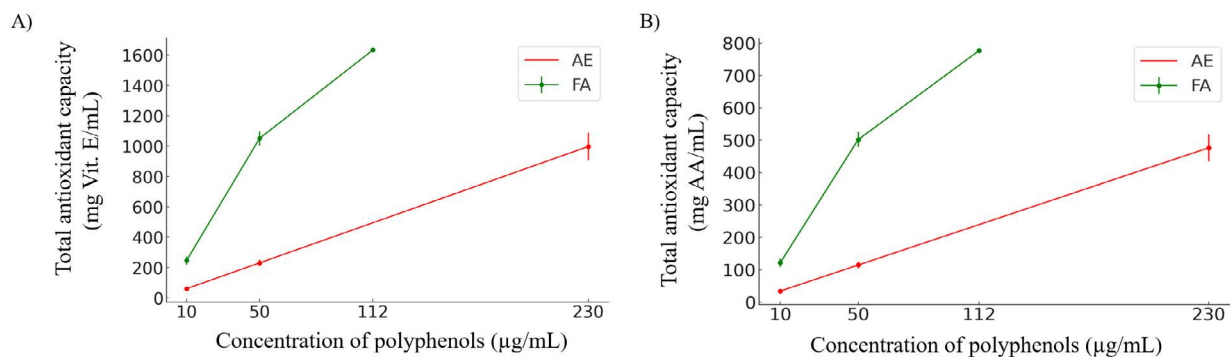 A)
Total antioxidant capacity
(mg Vit. E/mL)
1600
1400
1200
1000
800
600
400
200
0
10
50
112
230
Concentration of polyphenols (µg/mL)
AE
FA
B)
Total antioxidant capacity
(mg AA/mL)
800
700
600
500
400
300
200
100
0
10
50
112
230
Concentration of polyphenols (µg/mL)
AE
FA